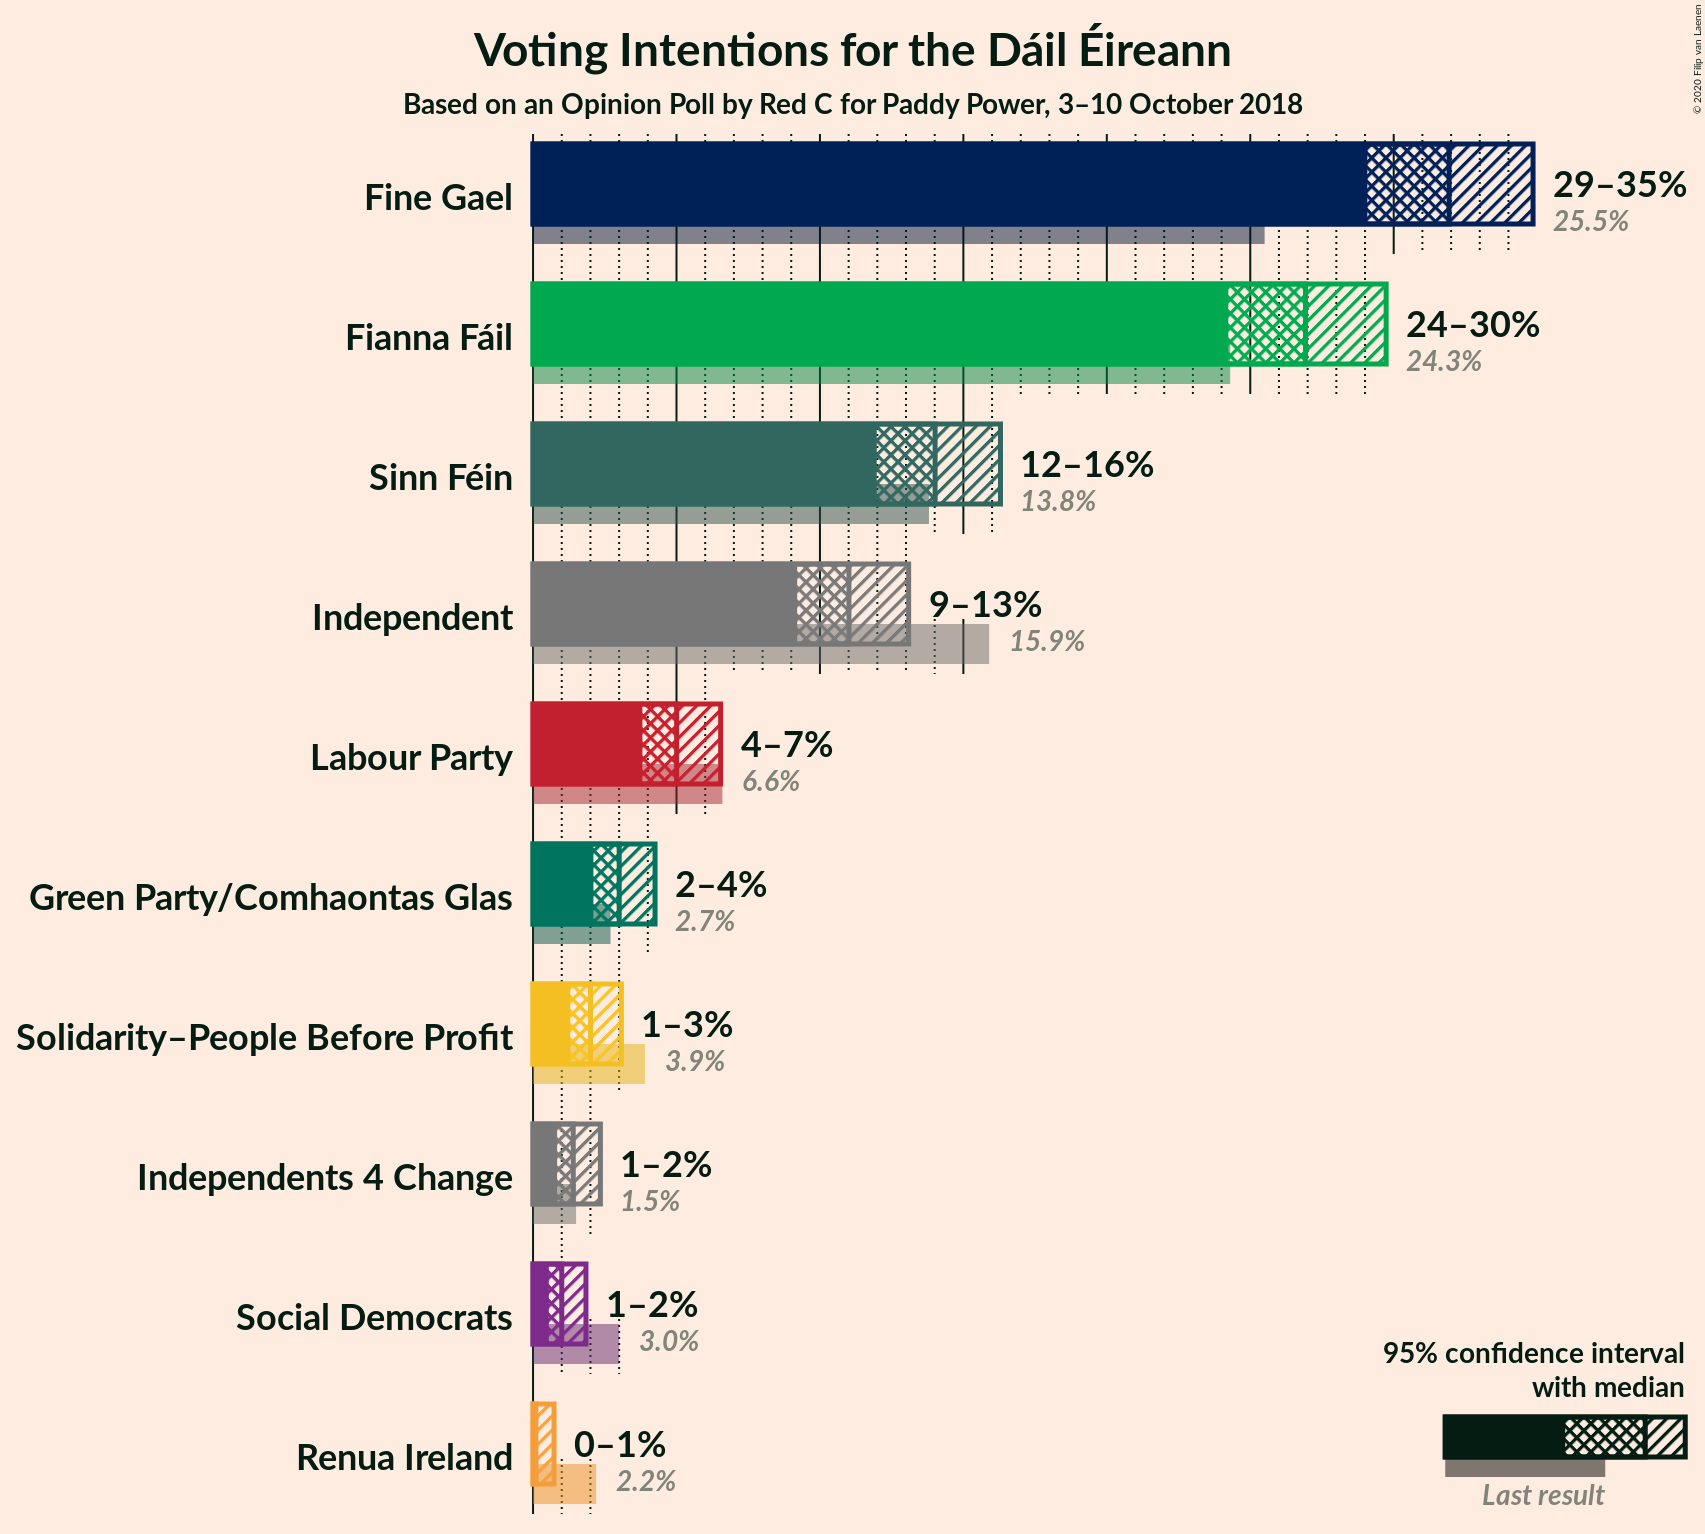 Voting Intentions for the Dáil Éireann
Based on an Opinion Poll by Red C for Paddy Power, 3–10 October 2018
© 2020 Filip van Laenen
Fine Gael
29–35%
25.5%
Fianna Fáil
24–30%
24.3%
Sinn Féin
12–16%
13.8%
Independent
9–13%
15.9%
Labour Party
4–7%
6.6%
Green Party/Comhaontas Glas
2–4%
2.7%
Solidarity–People Before Profit
1–3%
3.9%
Independents 4 Change
1–2%
1.5%
Social Democrats
1–2%
3.0%
Renua Ireland
0–1%
2.2%
95% confidence interval
with median
Last result